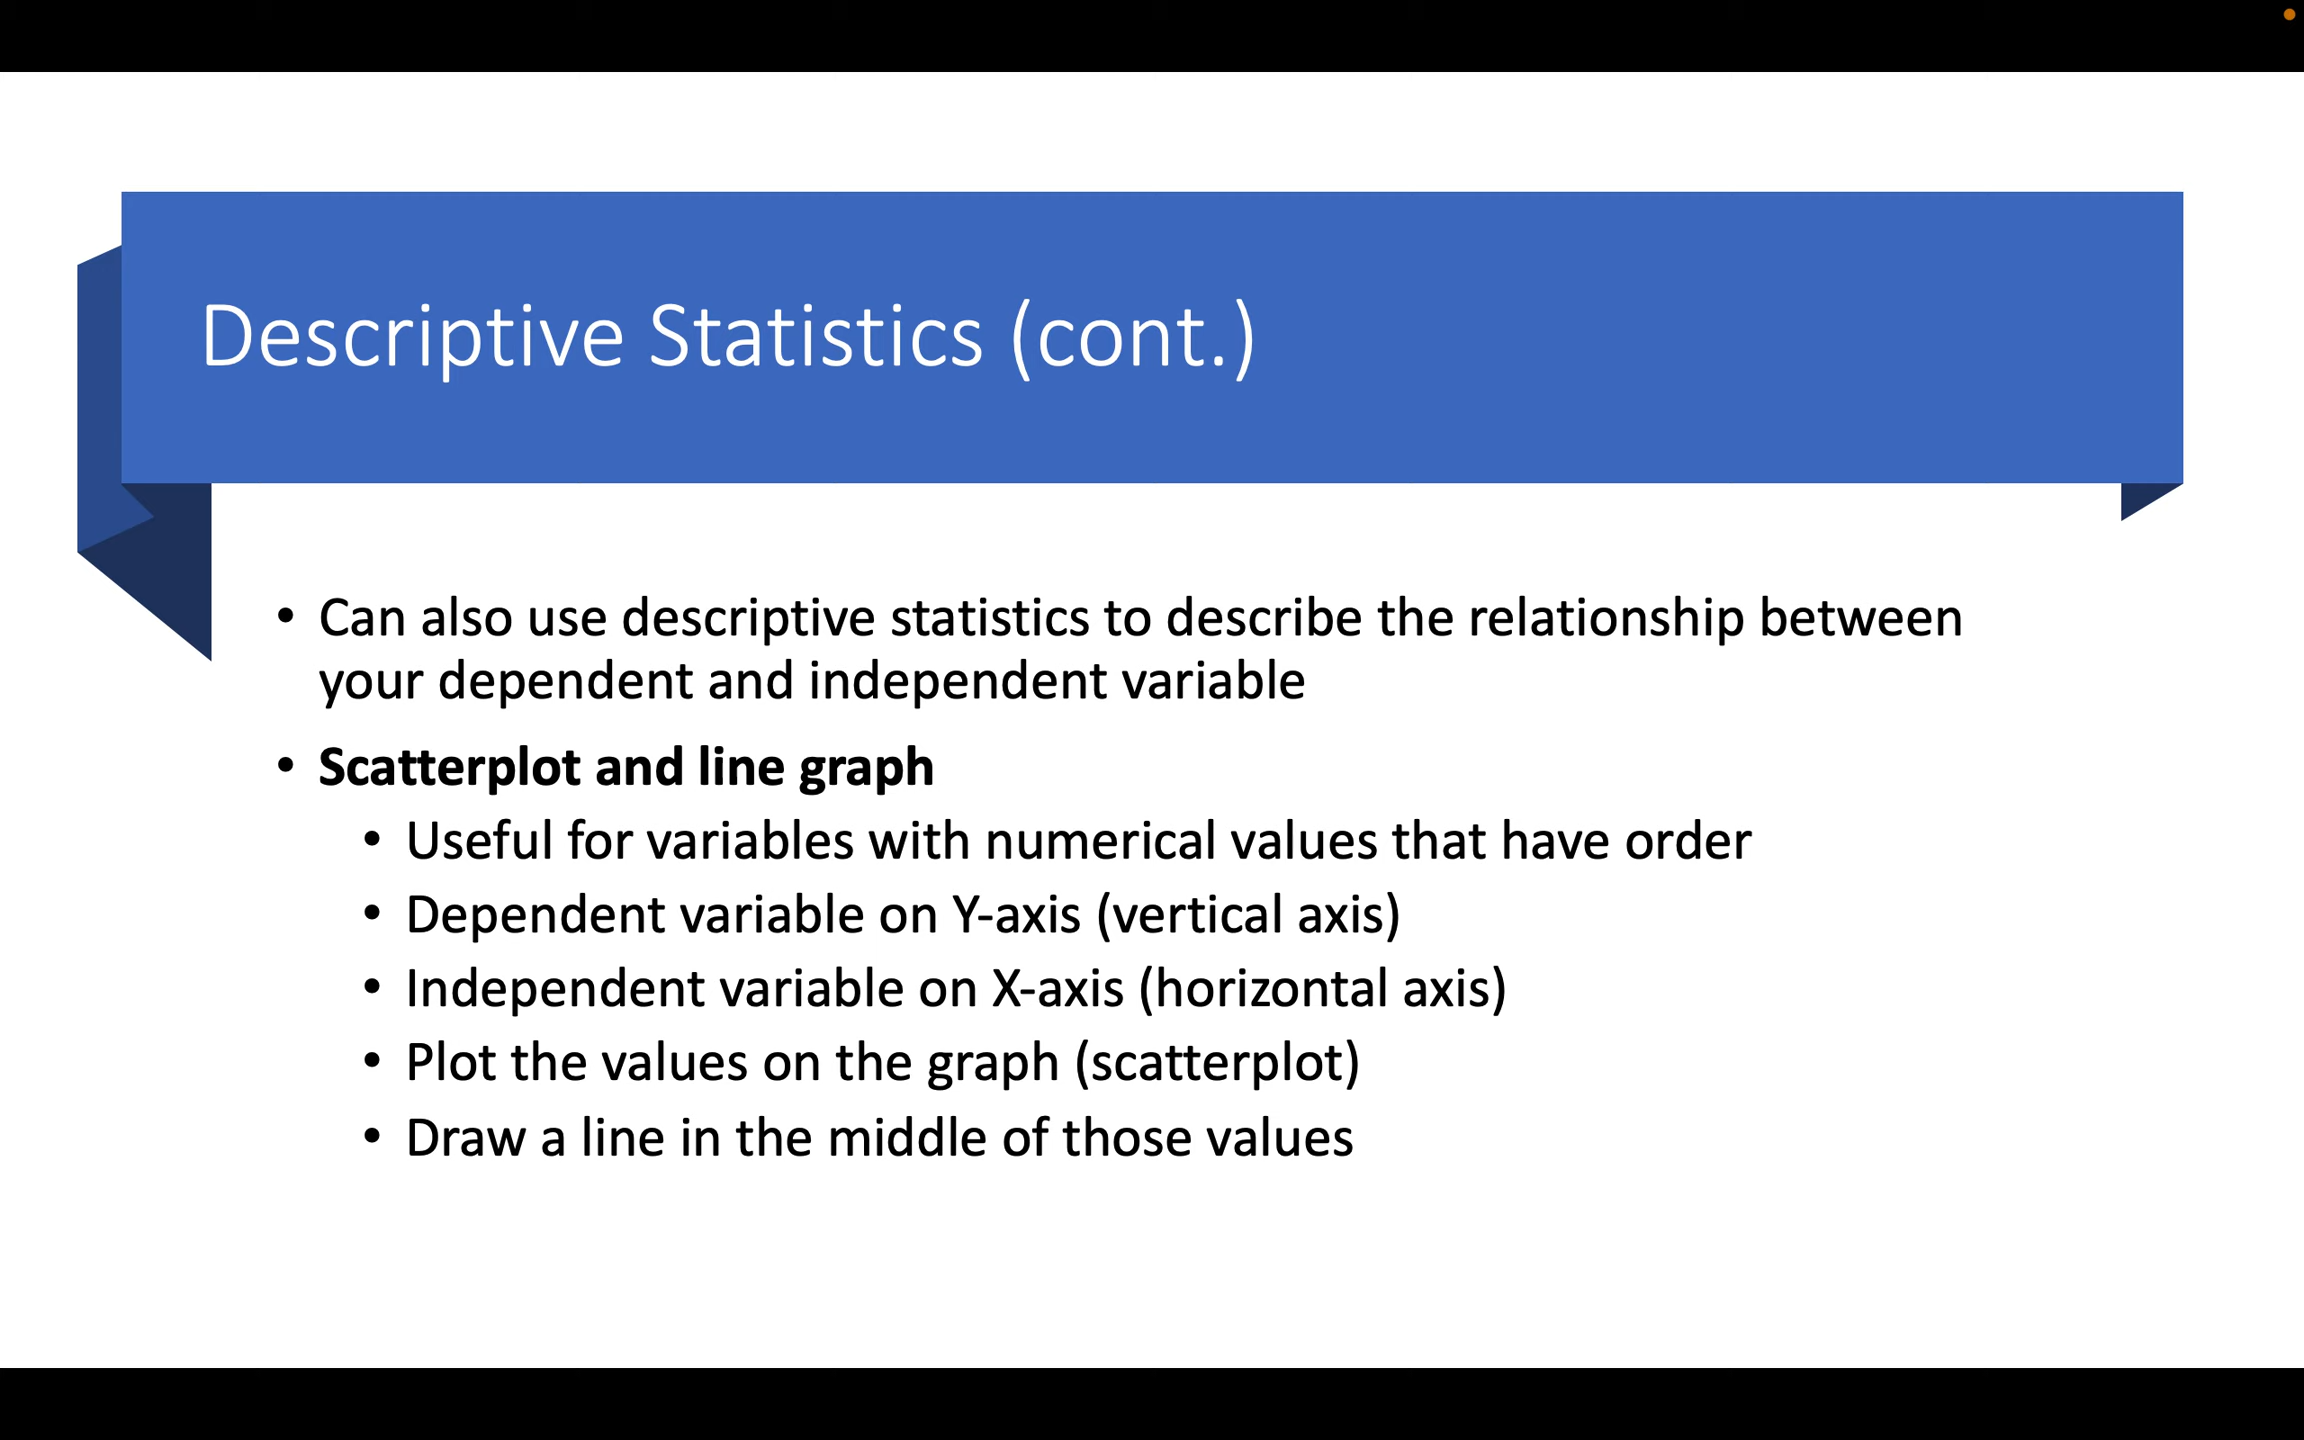 Descriptive Statistics (cont.)
• Can also use descriptive statistics to describe the relationship between
your dependent and independent variable
• Scatterplot and line graph
• Useful for variables with numerical values that have order
• Dependent variable on Y-axis (vertical axis)
• Independent variable on X-axis (horizontal axis)
• Plot the values on the graph (scatterplot)
• Draw a line in the middle of those values